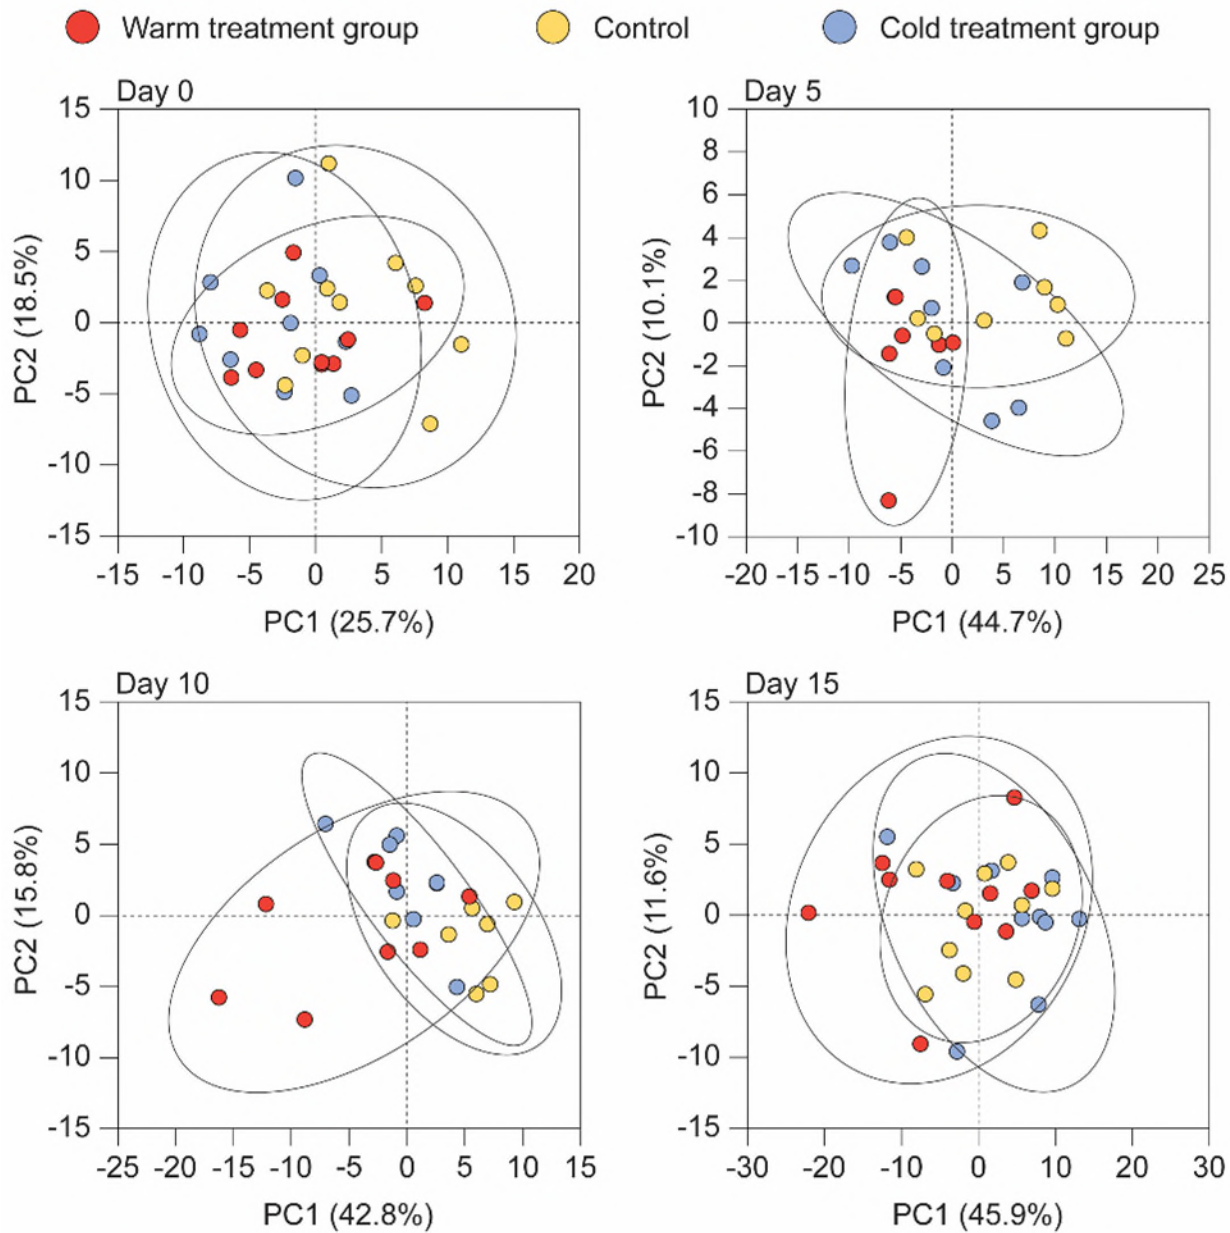 Warm treatment group Control Cold treatment group
Day 0
15
10
5
0
-5
-10
-15
PC2 (18.5%)
-15 -10 -5 0 5 10 15 20
PC1 (25.7%)
Day 5
10
8
6
4
2
0
-2
-4
-6
-8
-10
PC2 (10.1%)
-20 -15 -10 -5 0 5 10 15 20 25
PC1 (44.7%)
Day 10
15
10
5
0
-5
-10
-15
PC2 (15.8%)
-25 -20 -15 -10 -5 0 5 10 15
PC1 (42.8%)
Day 15
15
10
5
0
-5
-10
-15
PC2 (11.6%)
-30 -20 -10 0 10 20 30
PC1 (45.9%)